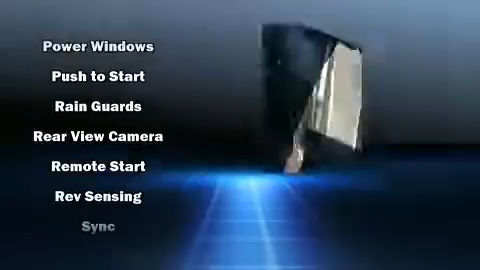 Power Windows
Push to Start
Rain Guards
Rear View Camera
Remote Start
Rev Sensing
Sync